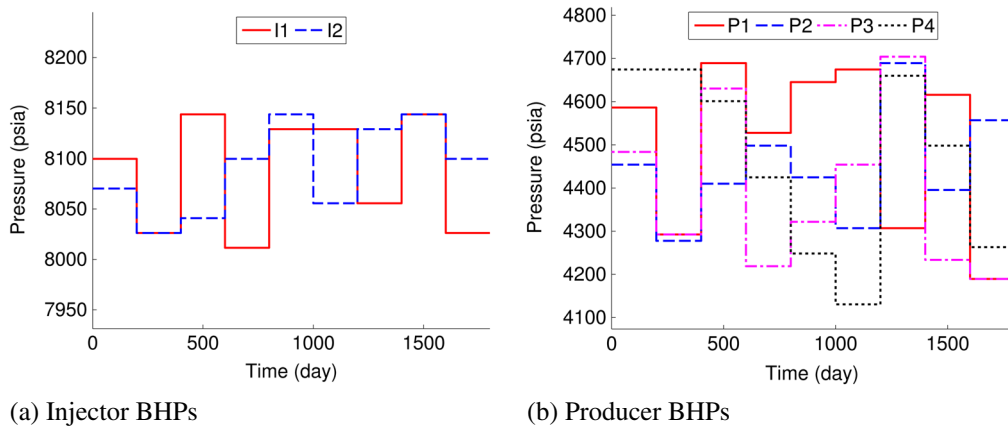 I1 I2
8200
8150
8100
8050
8000
7950
Pressure (psia)
0 500 1000 1500
Time (day)
(a) Injector BHPs
P1 P2 P3 P4
4800
4700
4600
4500
4400
4300
4200
4100
Pressure (psia)
0 500 1000 1500
Time (day)
(b) Producer BHPs